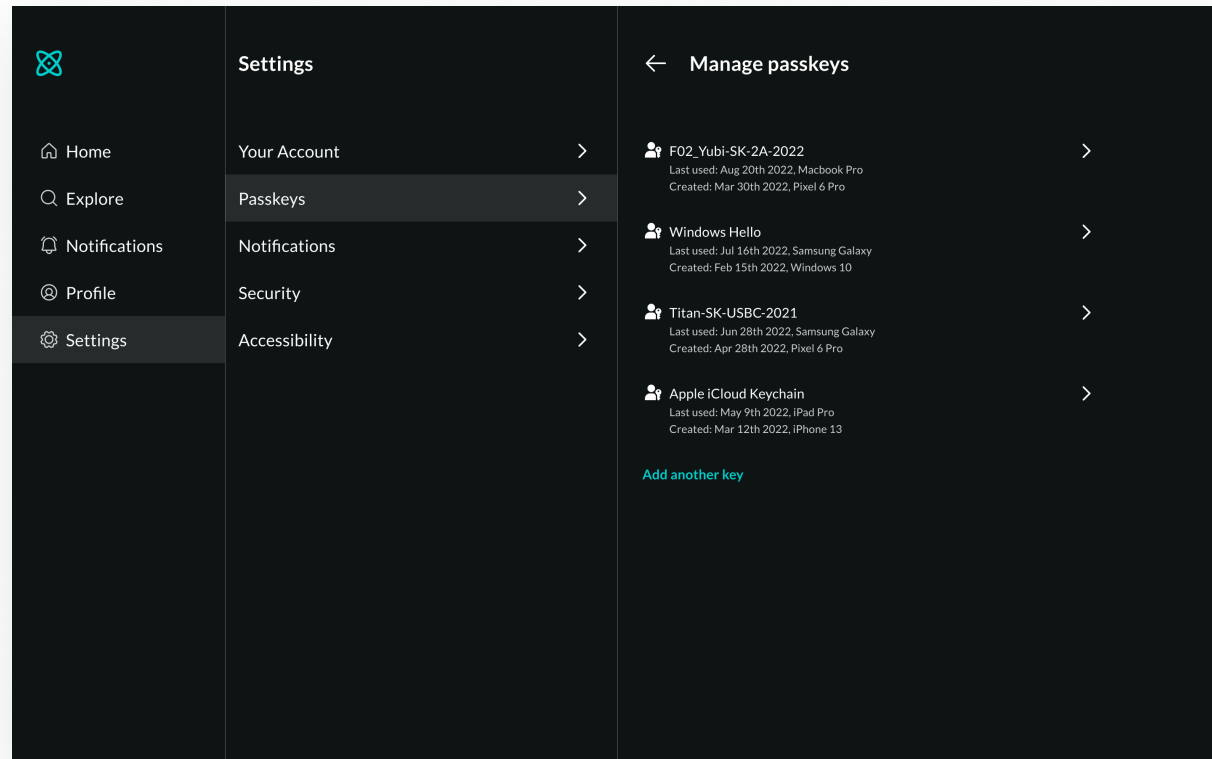 Home
Explore
Notifications
Profile
Settings
Settings
Your Account
Passkeys
Notifications
Security
Accessibility
Manage passkeys
F02_Yubi-SK-2A-2022
Last used: Aug 20th 2022, Macbook Pro
Created: Mar 30th 2022, Pixel 6 Pro
Windows Hello
Last used: Jul 16th 2022, Samsung Galaxy
Created: Feb 15th 2022, Windows 10
Titan-SK-USBC-2021
Last used: Jun 28th 2022, Samsung Galaxy
Created: Apr 28th 2022, Pixel 6 Pro
Apple iCloud Keychain
Last used: May 9th 2022, iPad Pro
Created: Mar 12th 2022, iPhone 13
Add another key